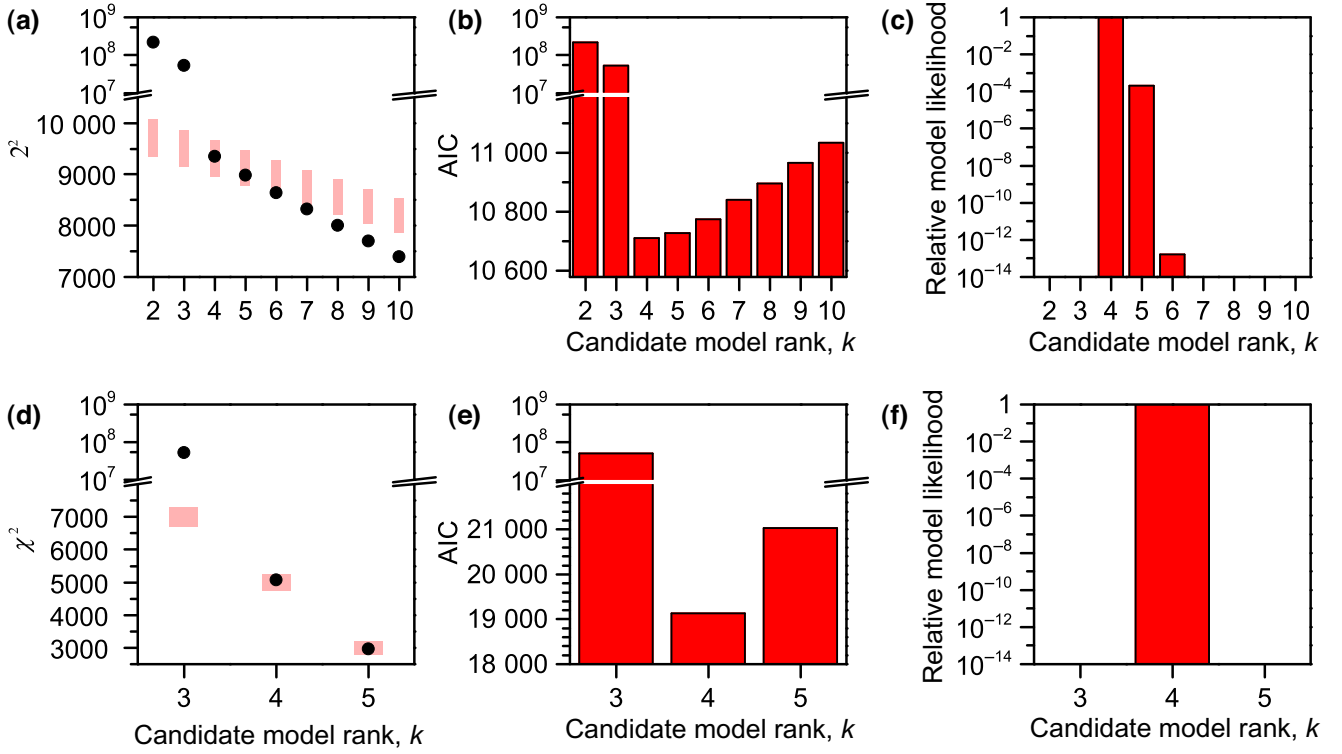 (a)
10⁹
10⁸
10⁷
10 000
9000
8000
7000
2²
2 3 4 5 6 7 8 9 10
(b)
10⁹
10⁸
10⁷
11 000
10 800
10 600
AIC
2 3 4 5 6 7 8 9 10
Candidate model rank, k
(c)
1
10⁻²
10⁻⁴
10⁻⁶
10⁻⁸
10⁻¹⁰
10⁻¹²
10⁻¹⁴
Relative model likelihood
2 3 4 5 6 7 8 9 10
Candidate model rank, k
(d)
10⁹
10⁸
10⁷
7000
6000
5000
4000
3000
χ²
3 4 5
Candidate model rank, k
(e)
10⁹
10⁸
10⁷
21 000
20 000
19 000
18 000
AIC
3 4 5
Candidate model rank, k
(f)
1
10⁻²
10⁻⁴
10⁻⁶
10⁻⁸
10⁻¹⁰
10⁻¹²
10⁻¹⁴
Relative model likelihood
3 4 5
Candidate model rank, k